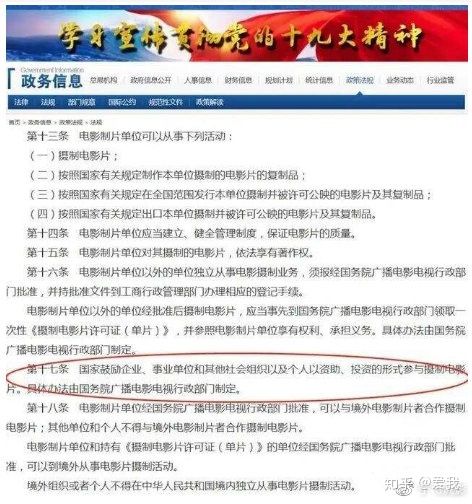 学习宣传贯彻党的十九大精神
Government Information
政务信息
总局机构 政府信息公开 人事信息 财务信息 规划计划 统计信息 政策法规 业务动态 行业监管
法律 法规 部门规章 国际公约 规范性文件 政策解读
首页 > 政务信息 > 政策法规 > 法规
第十三条 电影制片单位可以从事下列活动：
（一）摄制电影片；
（二）按照国家有关规定制作本单位摄制的电影片的复制品；
（三）按照国家有关规定在全国范围发行本单位摄制并被许可公映的电影片及其复制品；
（四）按照国家有关规定出口本单位摄制并被许可公映的电影片及其复制品。
第十四条 电影制片单位应当建立、健全管理制度，保证电影片的质量。
第十五条 电影制片单位对其摄制的电影片，依法享有著作权。
第十六条 电影制片单位以外的单位独立从事电影摄制业务，须报经国务院广播电影电视行政部
门批准，并持批准文件到工商行政管理部门办理相应的登记手续。
电影制片单位以外的单位经批准后摄制电影片，应当事先到国务院广播电影电视行政部门领取一
次性《摄制电影片许可证（单片）》，并参照电影制片单位享有权利、承担义务。具体办法由国务院广
播电影电视行政部门制定。
第十七条 国家鼓励企业、事业单位和其他社会组织以及个人以资助、投资的形式参与摄制电影
片。具体办法由国务院广播电影电视行政部门制定。
第十八条 电影制片单位经国务院广播电影电视行政部门批准，可以与境外电影制片者合作摄制
电影片；其他单位和个人不得与境外电影制片者合作摄制电影片。
电影制片单位和持有《摄制电影片许可证（单片）》的单位经国务院广播电影电视行政部门批
准，可以到境外从事电影片摄制活动。
境外组织或者个人不得在中华人民共和国境内独立从事电影片摄制活动。
知乎 @爱我